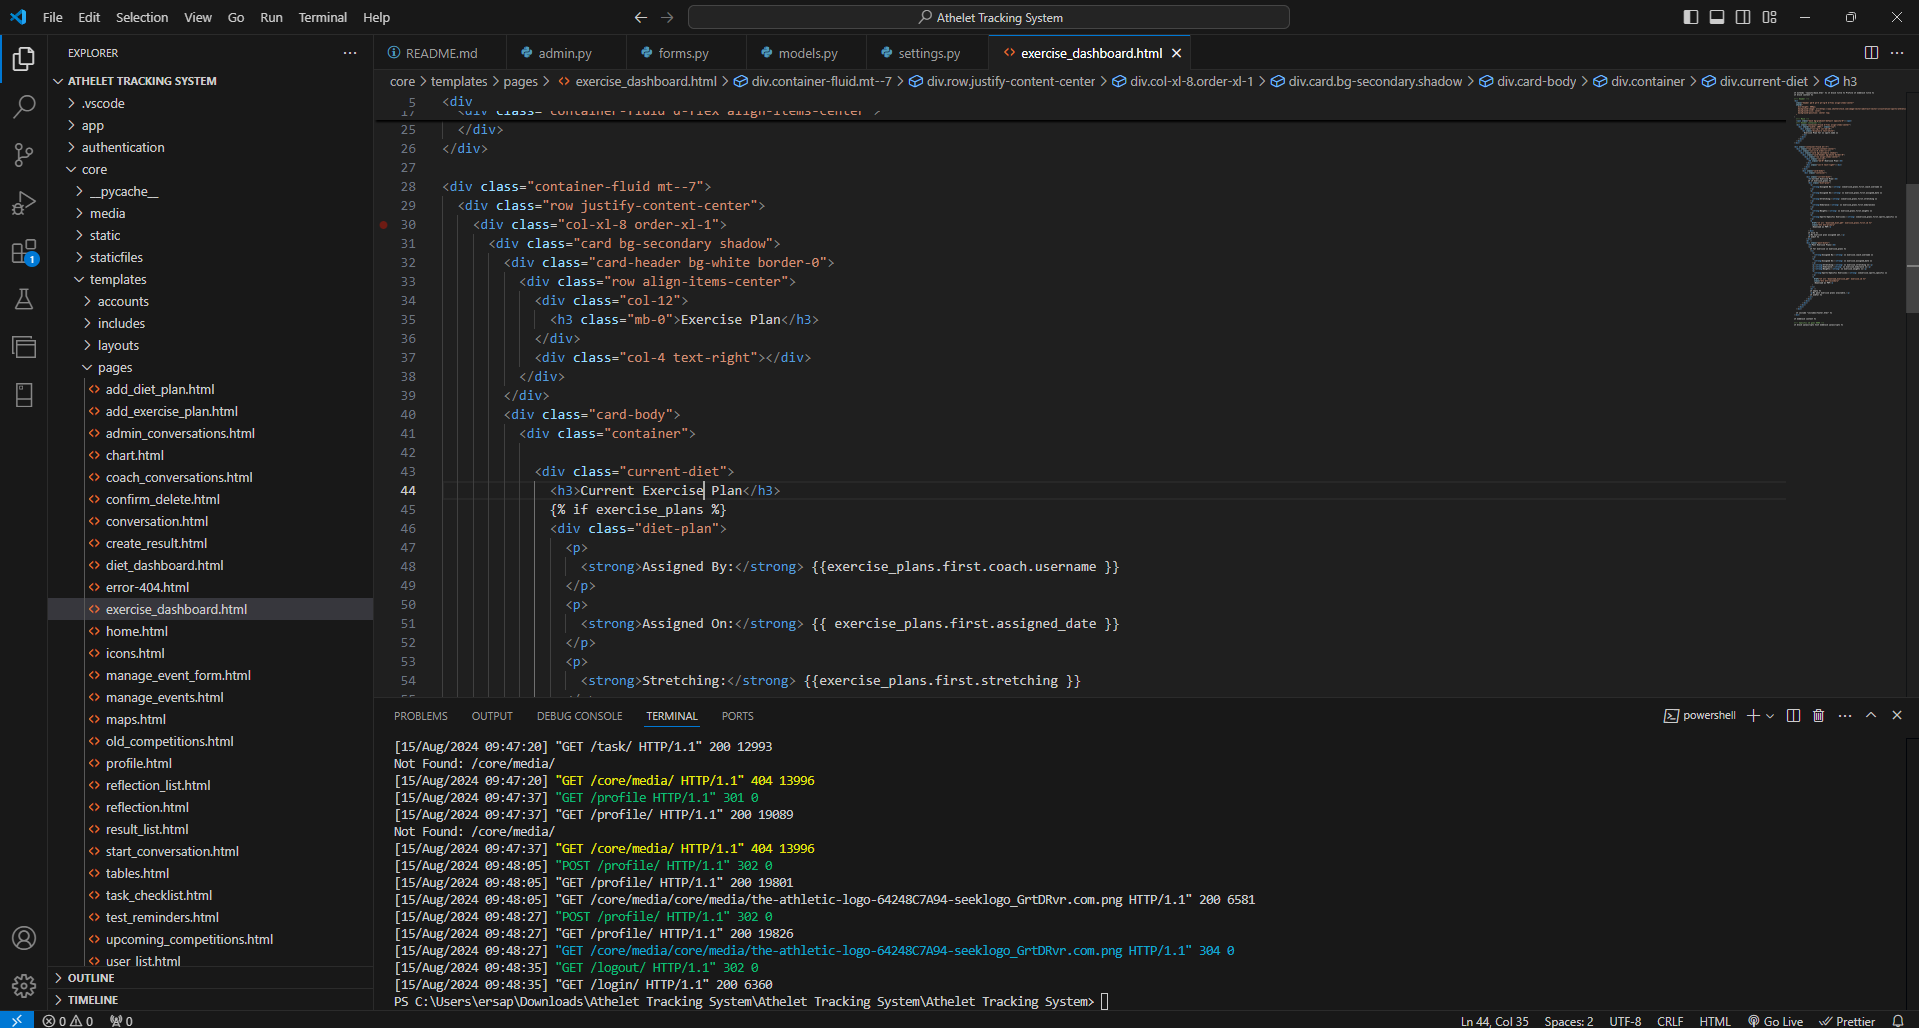 File Edit Selection View Go Run Terminal Help
Athelet Tracking System
EXPLORER
ATHELET TRACKING SYSTEM
.vscode
app
authentication
core
__pycache__
media
static
staticfiles
templates
accounts
includes
layouts
pages
add_diet_plan.html
add_exercise_plan.html
admin_conversations.html
chart.html
coach_conversations.html
confirm_delete.html
conversation.html
create_result.html
diet_dashboard.html
error-404.html
exercise_dashboard.html
home.html
icons.html
manage_event_form.html
manage_events.html
maps.html
old_competitions.html
profile.html
reflection_list.html
reflection.html
result_list.html
start_conversation.html
tables.html
task_checklist.html
test_reminders.html
upcoming_competitions.html
user_list.html
OUTLINE
TIMELINE
1
README.md admin.py forms.py models.py settings.py exercise_dashboard.html
core > templates > pages > exercise_dashboard.html > div.container-fluid.mt--7 > div.row.justify-content-center > div.col-xl-8.order-xl-1 > div.card.bg-secondary.shadow > div.card-body > div.container > div.current-diet > h3
5 <div
17 <div class="container-fluid d-flex align-items-center">
25 </div>
26 </div>
27
28 <div class="container-fluid mt--7">
29 <div class="row justify-content-center">
30 <div class="col-xl-8 order-xl-1">
31 <div class="card bg-secondary shadow">
32 <div class="card-header bg-white border-0">
33 <div class="row align-items-center">
34 <div class="col-12">
35 <h3 class="mb-0">Exercise Plan</h3>
36 </div>
37 <div class="col-4 text-right"></div>
38 </div>
39 </div>
40 <div class="card-body">
41 <div class="container">
42
43 <div class="current-diet">
44 <h3>Current Exercise Plan</h3>
45 {% if exercise_plans %}
46 <div class="diet-plan">
47 <p>
48 <strong>Assigned By:</strong> {{exercise_plans.first.coach.username }}
49 </p>
50 <p>
51 <strong>Assigned On:</strong> {{ exercise_plans.first.assigned_date }}
52 </p>
53 <p>
54 <strong>Stretching:</strong> {{exercise_plans.first.stretching }}
PROBLEMS OUTPUT DEBUG CONSOLE TERMINAL PORTS
powershell
[15/Aug/2024 09:47:20] "GET /task/ HTTP/1.1" 200 12993
Not Found: /core/media/
[15/Aug/2024 09:47:20] "GET /core/media/ HTTP/1.1" 404 13996
[15/Aug/2024 09:47:37] "GET /profile HTTP/1.1" 301 0
[15/Aug/2024 09:47:37] "GET /profile/ HTTP/1.1" 200 19089
Not Found: /core/media/
[15/Aug/2024 09:47:37] "GET /core/media/ HTTP/1.1" 404 13996
[15/Aug/2024 09:48:05] "POST /profile/ HTTP/1.1" 302 0
[15/Aug/2024 09:48:05] "GET /profile/ HTTP/1.1" 200 19801
[15/Aug/2024 09:48:05] "GET /core/media/core/media/the-athletic-logo-64248C7A94-seeklogo_GrtDRvr.com.png HTTP/1.1" 200 6581
[15/Aug/2024 09:48:27] "POST /profile/ HTTP/1.1" 302 0
[15/Aug/2024 09:48:27] "GET /profile/ HTTP/1.1" 200 19826
[15/Aug/2024 09:48:27] "GET /core/media/core/media/the-athletic-logo-64248C7A94-seeklogo_GrtDRvr.com.png HTTP/1.1" 304 0
[15/Aug/2024 09:48:35] "GET /logout/ HTTP/1.1" 302 0
[15/Aug/2024 09:48:35] "GET /login/ HTTP/1.1" 200 6360
PS C:\Users\ersap\Downloads\Athelet Tracking System\Athelet Tracking System\Athelet Tracking System>
0 0 0
Ln 44, Col 35 Spaces: 2 UTF-8 CRLF HTML Go Live Prettier